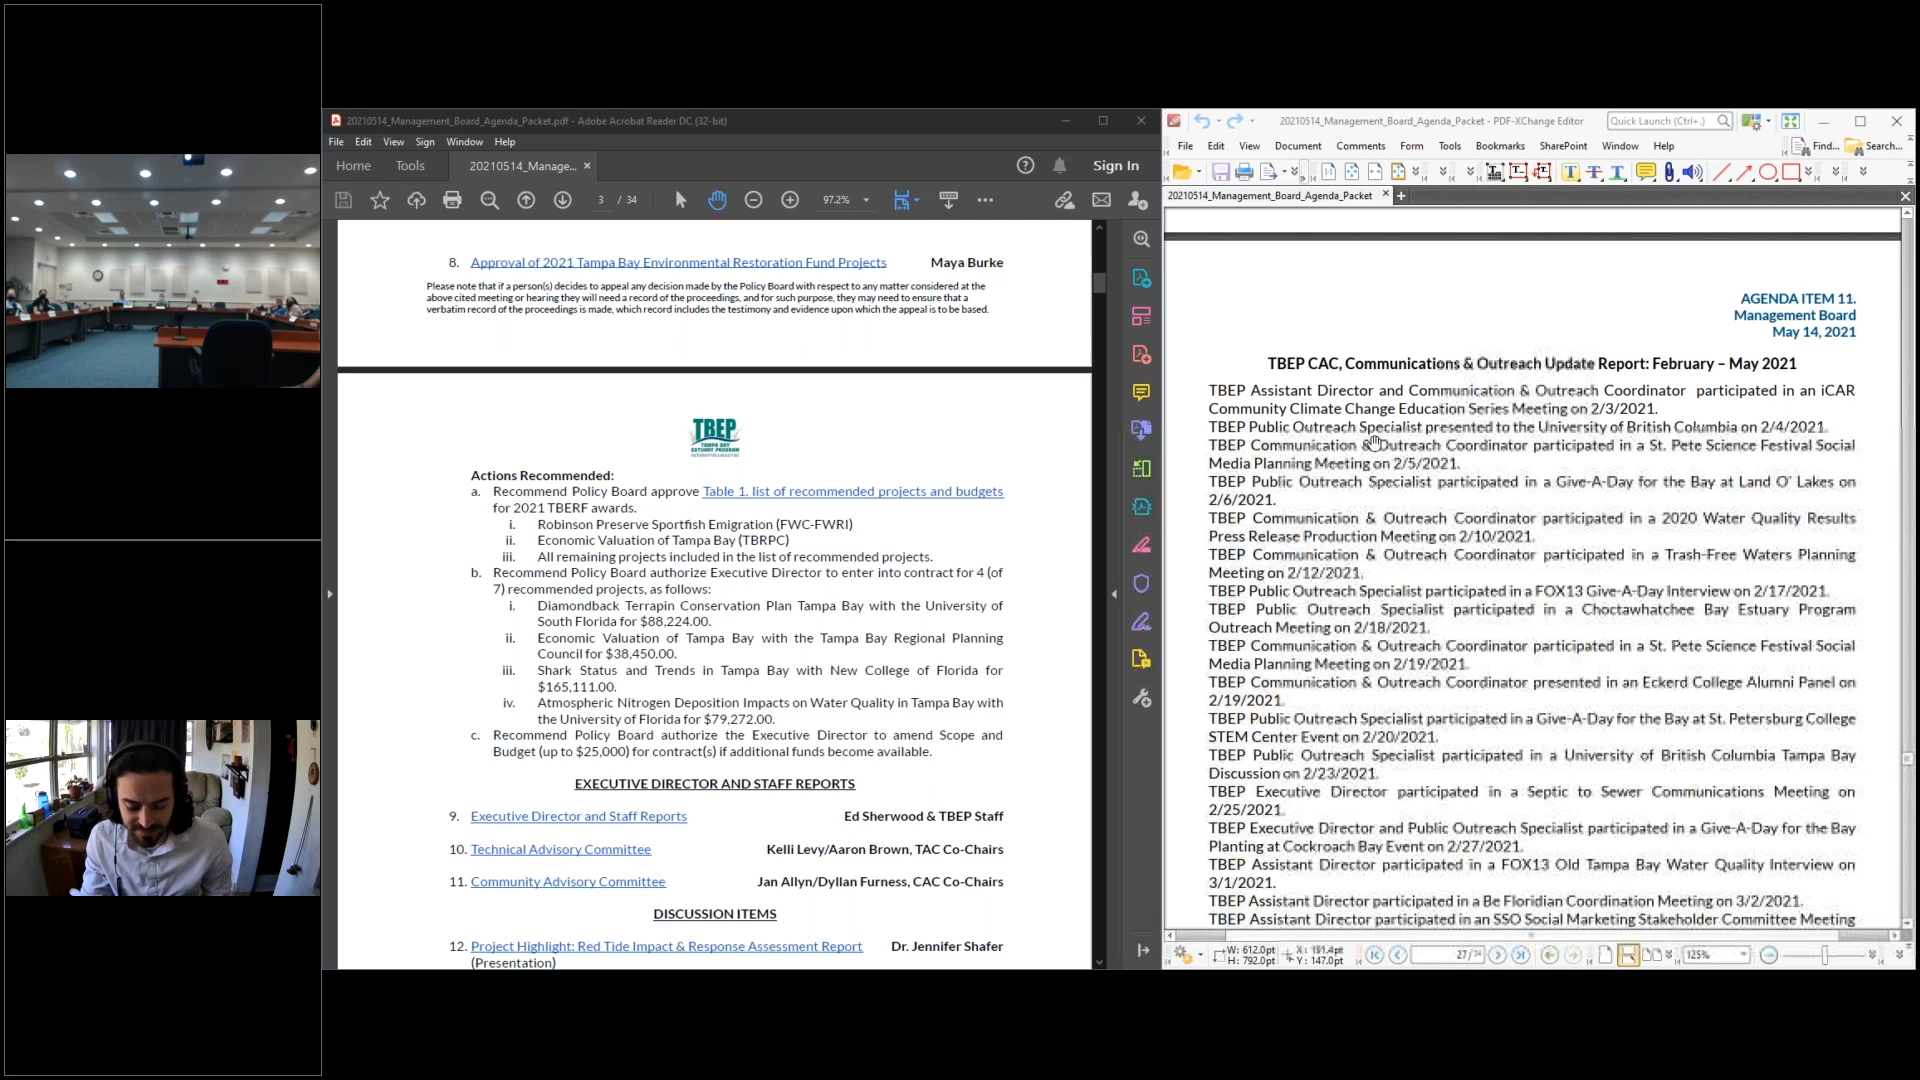 20210514_Management_Board_Agenda_Packet.pdf - Adobe Acrobat Reader DC (32-bit)
File Edit View Sign Window Help
Home Tools 20210514_Manage... × Sign In
3 / 34 97.2%
8. Approval of 2021 Tampa Bay Environmental Restoration Fund Projects Maya Burke
Please note that if a person(s) decides to appeal any decision made by the Policy Board with respect to any matter considered at the
above cited meeting or hearing they will need a record of the proceedings, and for such purpose, they may need to ensure that a
verbatim record of the proceedings is made, which record includes the testimony and evidence upon which the appeal is to be based.
TBEP
TAMPA BAY
ESTUARY PROGRAM
Actions Recommended:
a. Recommend Policy Board approve Table 1. list of recommended projects and budgets
for 2021 TBERF awards.
i. Robinson Preserve Sportfish Emigration (FWC-FWRI)
ii. Economic Valuation of Tampa Bay (TBRPC)
iii. All remaining projects included in the list of recommended projects.
b. Recommend Policy Board authorize Executive Director to enter into contract for 4 (of
7) recommended projects, as follows:
i. Diamondback Terrapin Conservation Plan Tampa Bay with the University of
South Florida for $88,224.00.
ii. Economic Valuation of Tampa Bay with the Tampa Bay Regional Planning
Council for $38,450.00.
iii. Shark Status and Trends in Tampa Bay with New College of Florida for
$165,111.00.
iv. Atmospheric Nitrogen Deposition Impacts on Water Quality in Tampa Bay with
the University of Florida for $79,272.00.
c. Recommend Policy Board authorize the Executive Director to amend Scope and
Budget (up to $25,000) for contract(s) if additional funds become available.
EXECUTIVE DIRECTOR AND STAFF REPORTS
9. Executive Director and Staff Reports Ed Sherwood & TBEP Staff
10. Technical Advisory Committee Kelli Levy/Aaron Brown, TAC Co-Chairs
11. Community Advisory Committee Jan Allyn/Dyllan Furness, CAC Co-Chairs
DISCUSSION ITEMS
12. Project Highlight: Red Tide Impact & Response Assessment Report Dr. Jennifer Shafer
(Presentation)
20210514_Management_Board_Agenda_Packet - PDF-XChange Editor Quick Launch (Ctrl+.)
File Edit View Document Comments Form Tools Bookmarks SharePoint Window Help Find... Search...
20210514_Management_Board_Agenda_Packet × +
AGENDA ITEM 11.
Management Board
May 14, 2021
TBEP CAC, Communications & Outreach Update Report: February – May 2021
TBEP Assistant Director and Communication & Outreach Coordinator participated in an iCAR
Community Climate Change Education Series Meeting on 2/3/2021.
TBEP Public Outreach Specialist presented to the University of British Columbia on 2/4/2021.
TBEP Communication & Outreach Coordinator participated in a St. Pete Science Festival Social
Media Planning Meeting on 2/5/2021.
TBEP Public Outreach Specialist participated in a Give-A-Day for the Bay at Land O' Lakes on
2/6/2021.
TBEP Communication & Outreach Coordinator participated in a 2020 Water Quality Results
Press Release Production Meeting on 2/10/2021.
TBEP Communication & Outreach Coordinator participated in a Trash-Free Waters Planning
Meeting on 2/12/2021.
TBEP Public Outreach Specialist participated in a FOX13 Give-A-Day Interview on 2/17/2021.
TBEP Public Outreach Specialist participated in a Choctawhatchee Bay Estuary Program
Outreach Meeting on 2/18/2021.
TBEP Communication & Outreach Coordinator participated in a St. Pete Science Festival Social
Media Planning Meeting on 2/19/2021.
TBEP Communication & Outreach Coordinator presented in an Eckerd College Alumni Panel on
2/19/2021.
TBEP Public Outreach Specialist participated in a Give-A-Day for the Bay at St. Petersburg College
STEM Center Event on 2/20/2021.
TBEP Public Outreach Specialist participated in a University of British Columbia Tampa Bay
Discussion on 2/23/2021.
TBEP Executive Director participated in a Septic to Sewer Communications Meeting on
2/25/2021.
TBEP Executive Director and Public Outreach Specialist participated in a Give-A-Day for the Bay
Planting at Cockroach Bay Event on 2/27/2021.
TBEP Assistant Director participated in a FOX13 Old Tampa Bay Water Quality Interview on
3/1/2021.
TBEP Assistant Director participated in a Be Floridian Coordination Meeting on 3/2/2021.
TBEP Assistant Director participated in an SSO Social Marketing Stakeholder Committee Meeting
W: 612.0pt X: 191.4pt
H: 792.0pt Y: 147.0pt
27/34 125%